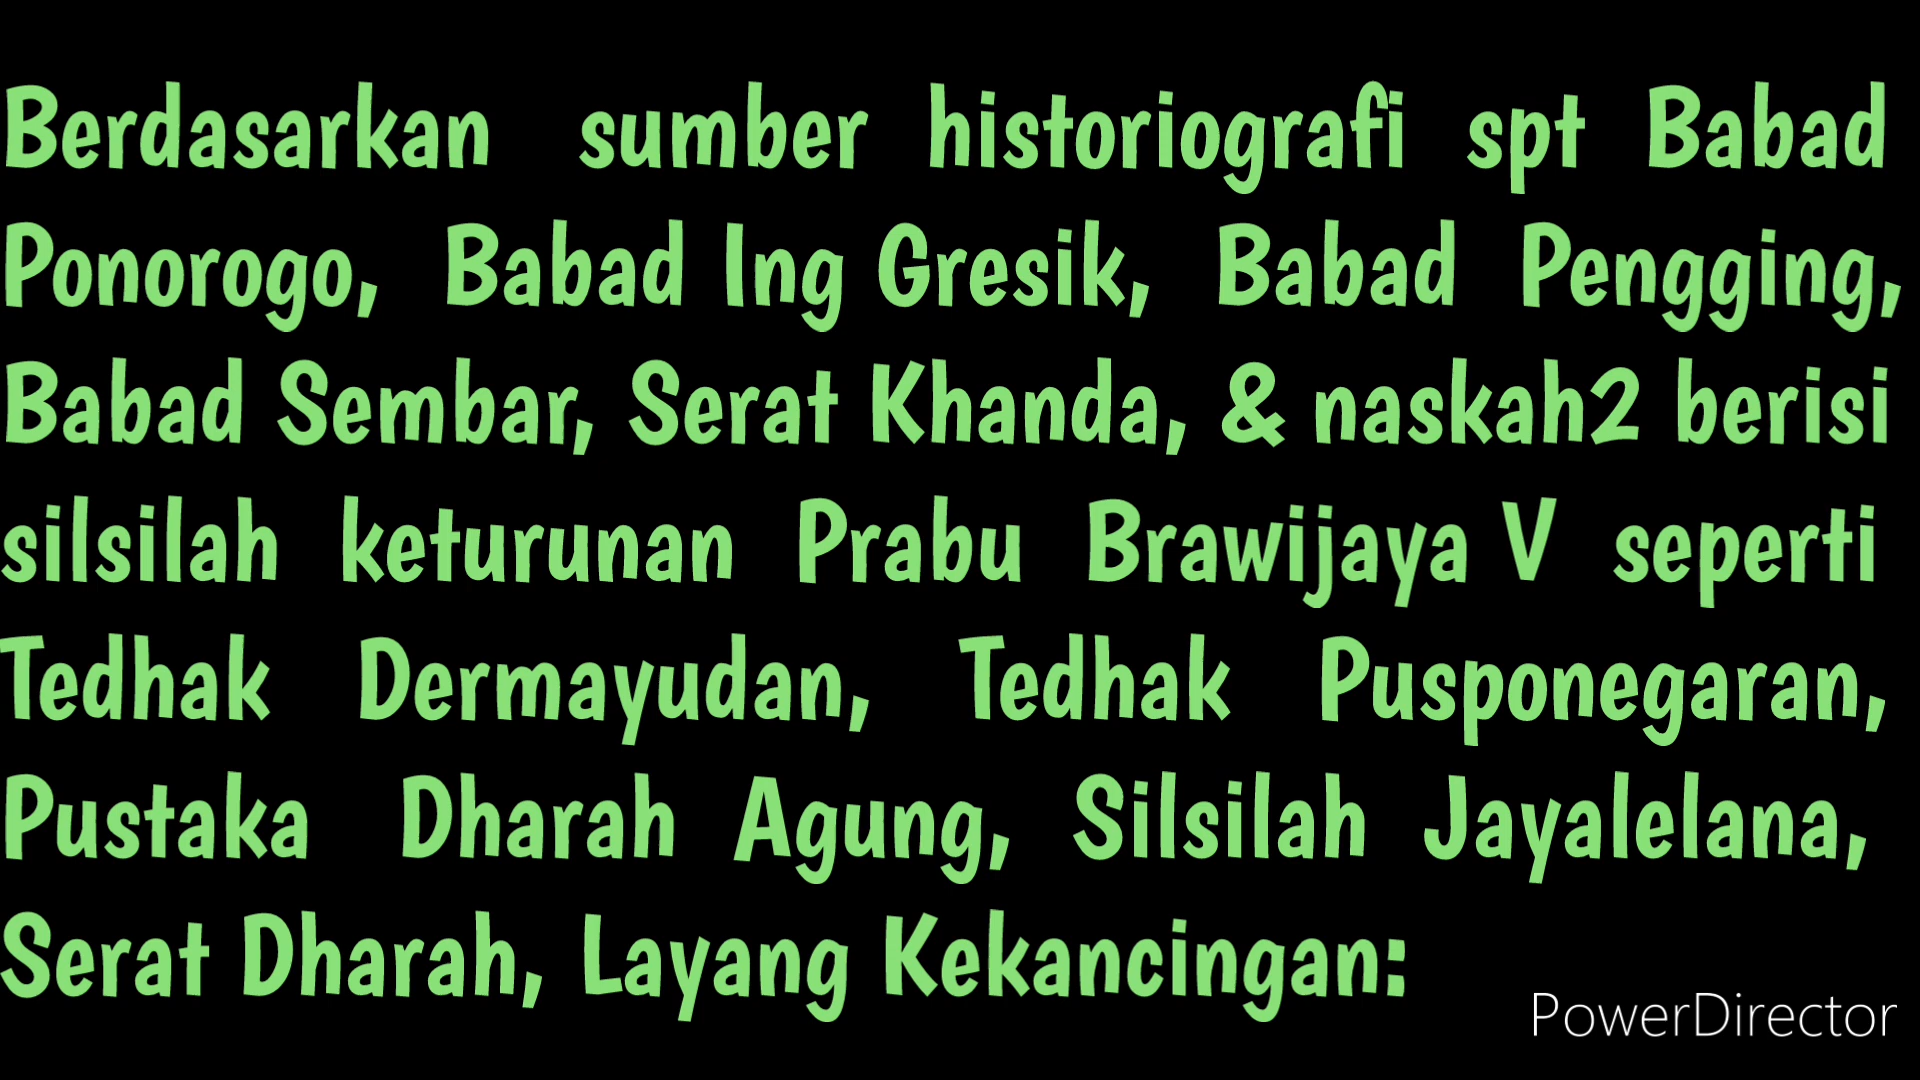 Berdasarkan sumber historiografi spt Babad
Ponorogo, Babad Ing Gresik, Babad Pengging,
Babad Sembar, Serat Khanda, & naskah2 berisi
silsilah keturunan Prabu Brawijaya V seperti
Tedhak Dermayudan, Tedhak Pusponegaran,
Pustaka Dharah Agung, Silsilah Jayalelana,
Serat Dharah, Layang Kekancingan:
PowerDirector